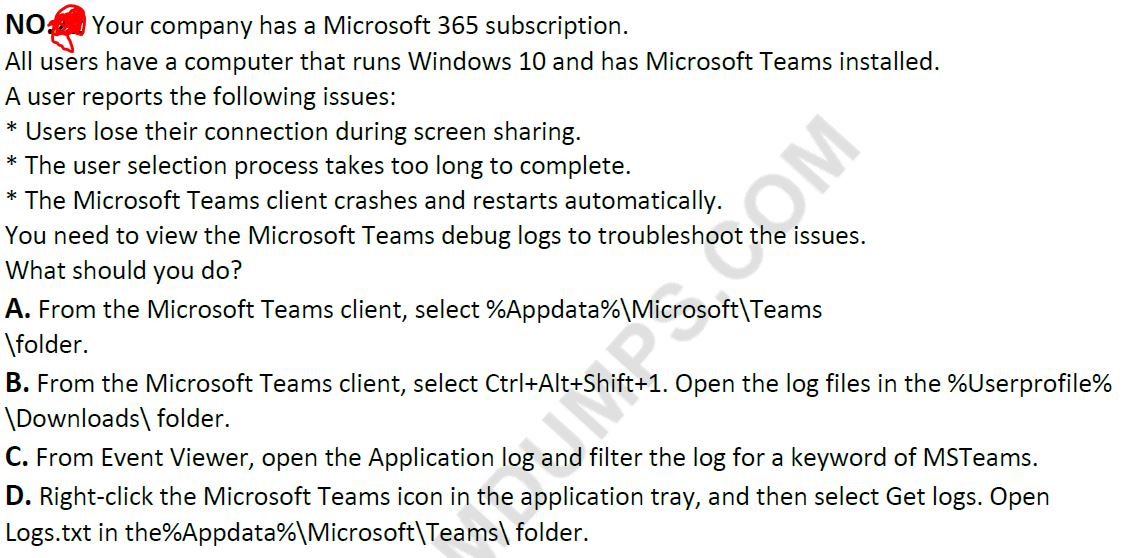 NO: Your company has a Microsoft 365 subscription.
All users have a computer that runs Windows 10 and has Microsoft Teams installed.
A user reports the following issues:
* Users lose their connection during screen sharing.
* The user selection process takes too long to complete.
* The Microsoft Teams client crashes and restarts automatically.
You need to view the Microsoft Teams debug logs to troubleshoot the issues.
What should you do?
A. From the Microsoft Teams client, select %Appdata%\Microsoft\Teams
\folder.
B. From the Microsoft Teams client, select Ctrl+Alt+Shift+1. Open the log files in the %Userprofile%
\Downloads\ folder.
C. From Event Viewer, open the Application log and filter the log for a keyword of MSTeams.
D. Right-click the Microsoft Teams icon in the application tray, and then select Get logs. Open
Logs.txt in the%Appdata%\Microsoft\Teams\ folder.
MDUMPS.COM